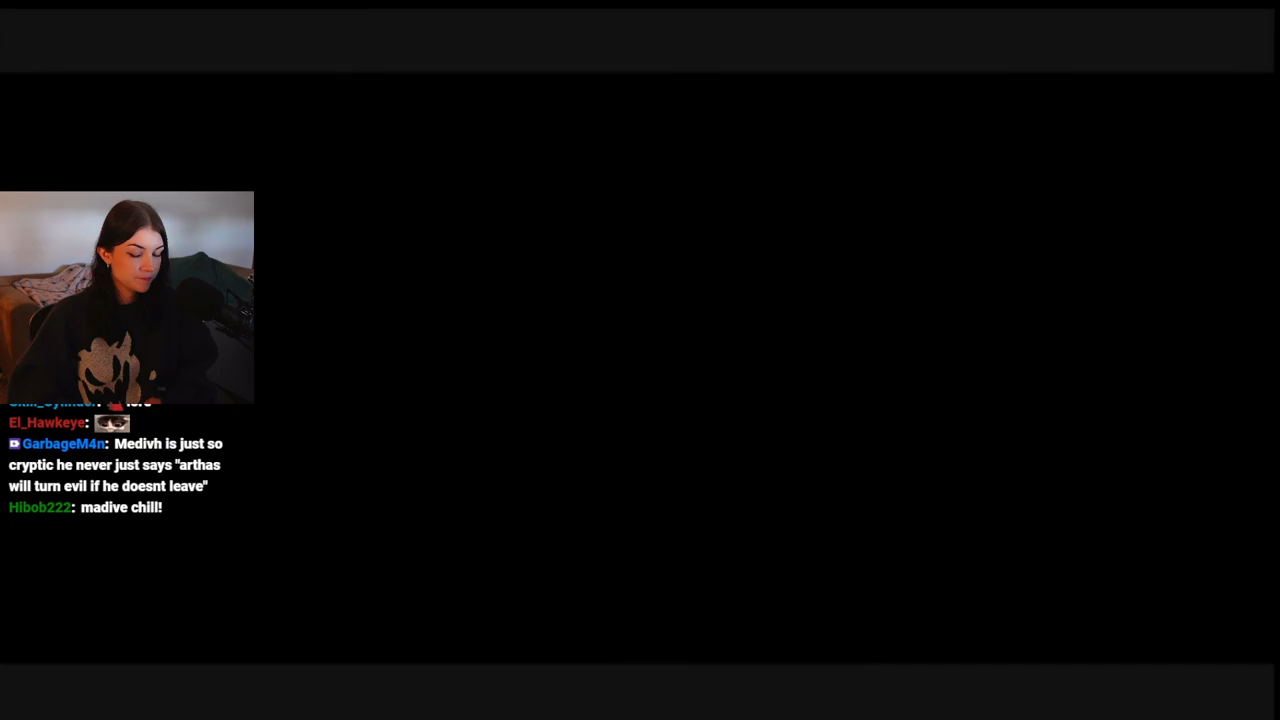 El_Hawkeye:
GarbageM4n: Medivh is just so
cryptic he never just says "arthas
will turn evil if he doesnt leave"
Hibob222: madive chill!